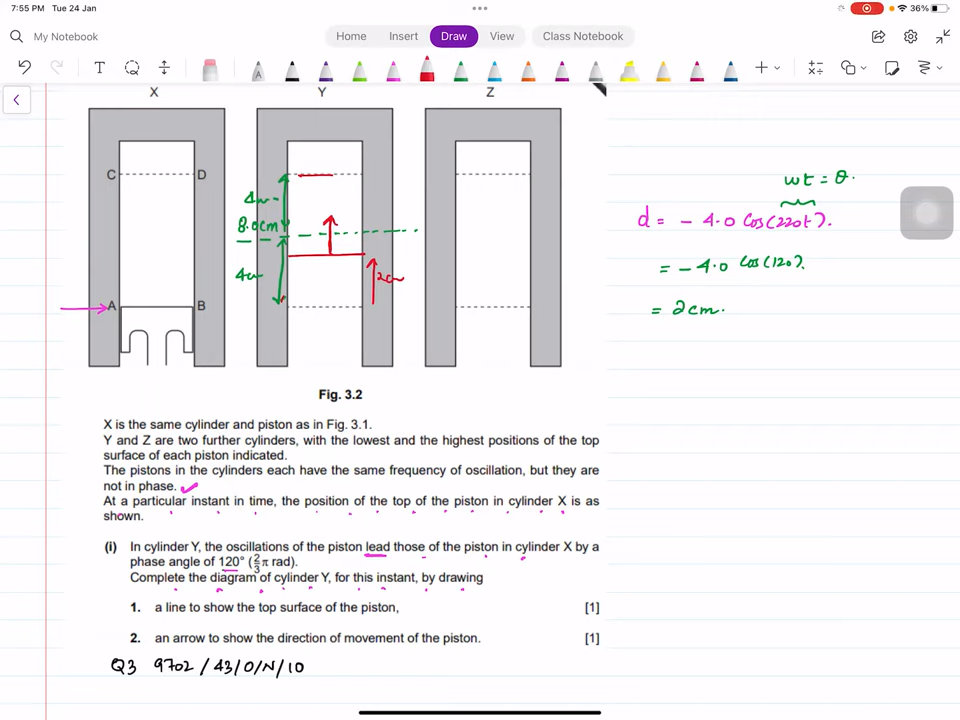 7:55 PM Tue 24 Jan
36%
My Notebook
Home Insert Draw View Class Notebook
T
A
X Y Z
C D
4cm
8.0cm
4cm
A B
2cm
ωt = θ.
d = - 4.0 cos(220t).
= - 4.0 cos(120).
= 2cm.
Fig. 3.2
X is the same cylinder and piston as in Fig. 3.1.
Y and Z are two further cylinders, with the lowest and the highest positions of the top
surface of each piston indicated.
The pistons in the cylinders each have the same frequency of oscillation, but they are
not in phase.
At a particular instant in time, the position of the top of the piston in cylinder X is as
shown.
(i) In cylinder Y, the oscillations of the piston lead those of the piston in cylinder X by a
phase angle of 120° (2/3 π rad).
Complete the diagram of cylinder Y, for this instant, by drawing
1. a line to show the top surface of the piston, [1]
2. an arrow to show the direction of movement of the piston. [1]
Q3 9702 / 43/O/N/10